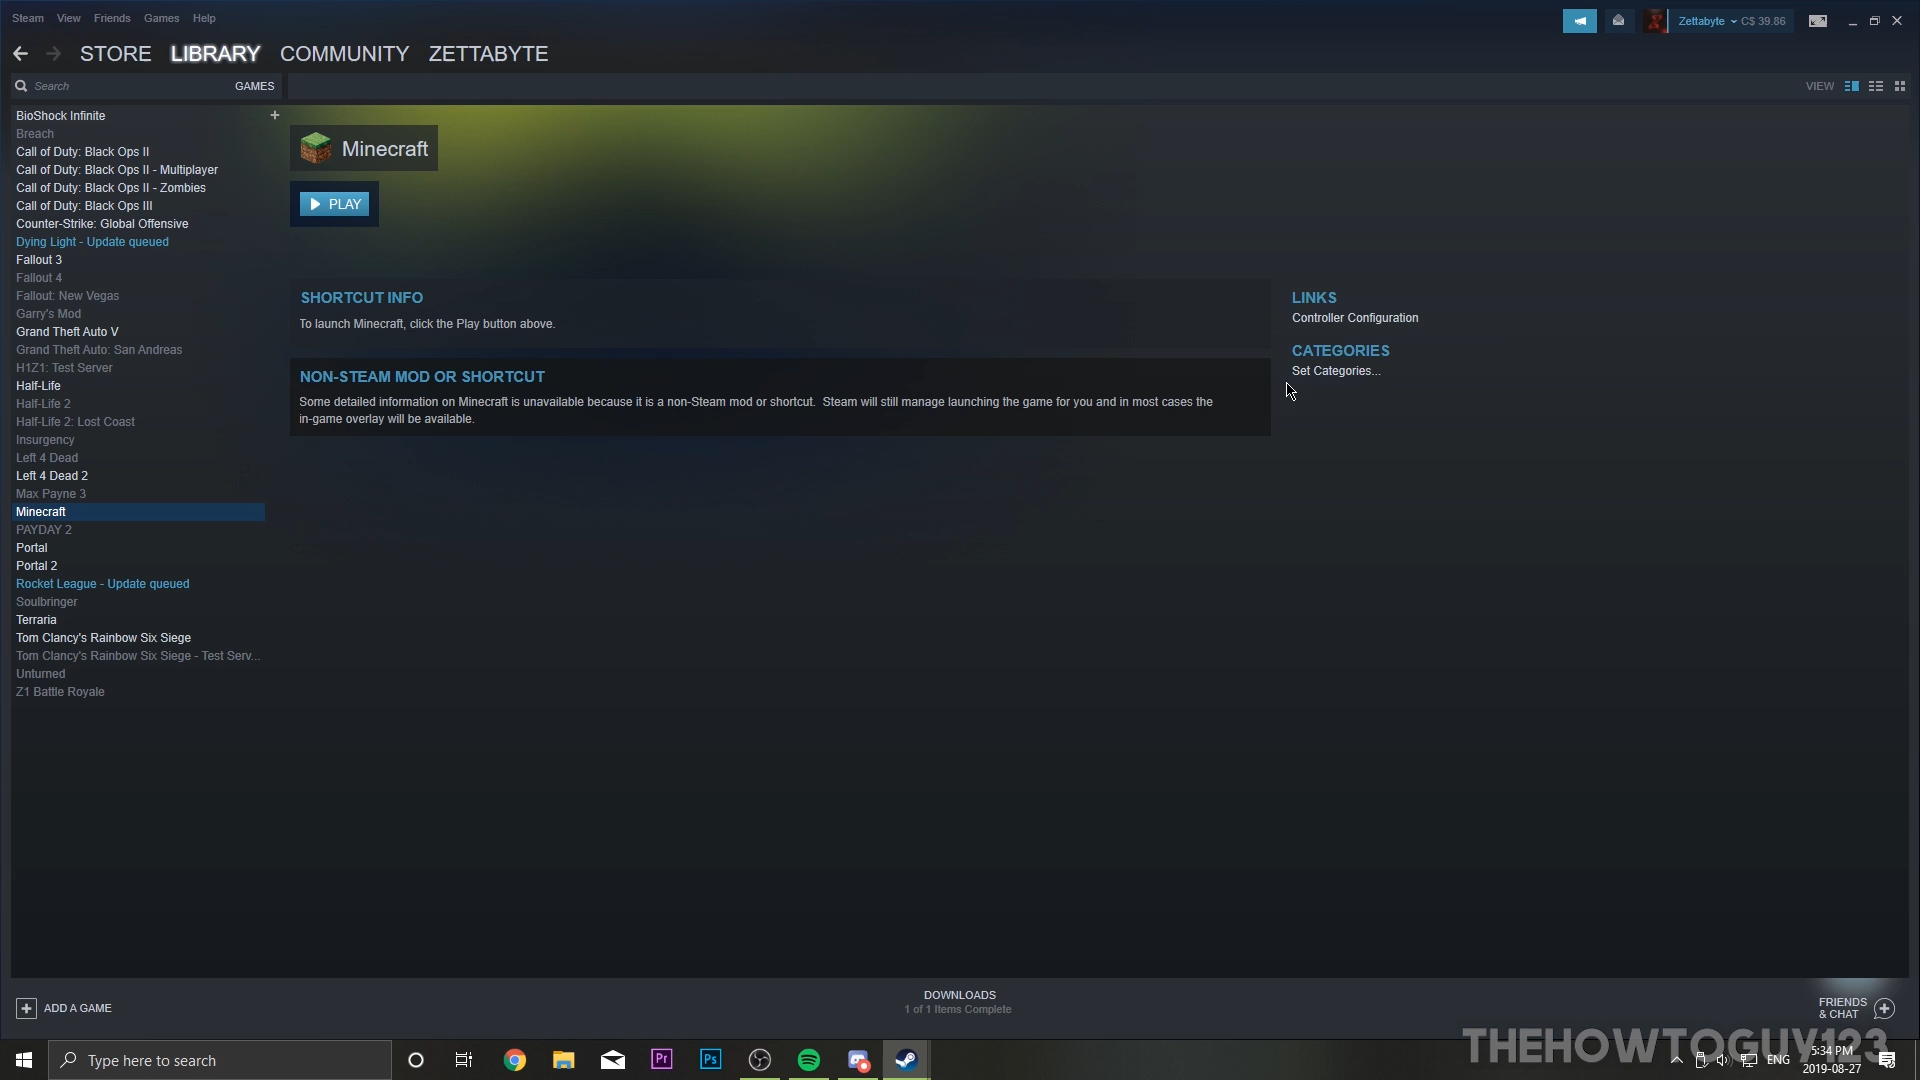 Steam View Friends Games Help
Zettabyte C$ 39.86
STORE LIBRARY COMMUNITY ZETTABYTE
Search GAMES
VIEW
BioShock Infinite
Breach
Call of Duty: Black Ops II
Call of Duty: Black Ops II - Multiplayer
Call of Duty: Black Ops II - Zombies
Call of Duty: Black Ops III
Counter-Strike: Global Offensive
Dying Light - Update queued
Fallout 3
Fallout 4
Fallout: New Vegas
Garry's Mod
Grand Theft Auto V
Grand Theft Auto: San Andreas
H1Z1: Test Server
Half-Life
Half-Life 2
Half-Life 2: Lost Coast
Insurgency
Left 4 Dead
Left 4 Dead 2
Max Payne 3
Minecraft
PAYDAY 2
Portal
Portal 2
Rocket League - Update queued
Soulbringer
Terraria
Tom Clancy's Rainbow Six Siege
Tom Clancy's Rainbow Six Siege - Test Serv...
Unturned
Z1 Battle Royale
Minecraft
PLAY
SHORTCUT INFO
To launch Minecraft, click the Play button above.
NON-STEAM MOD OR SHORTCUT
Some detailed information on Minecraft is unavailable because it is a non-Steam mod or shortcut. Steam will still manage launching the game for you and in most cases the
in-game overlay will be available.
LINKS
Controller Configuration
CATEGORIES
Set Categories...
ADD A GAME
DOWNLOADS
1 of 1 Items Complete
FRIENDS
& CHAT
THEHOWTOGUY123
Type here to search
Pr
Ps
ENG
5:34 PM
2019-08-27